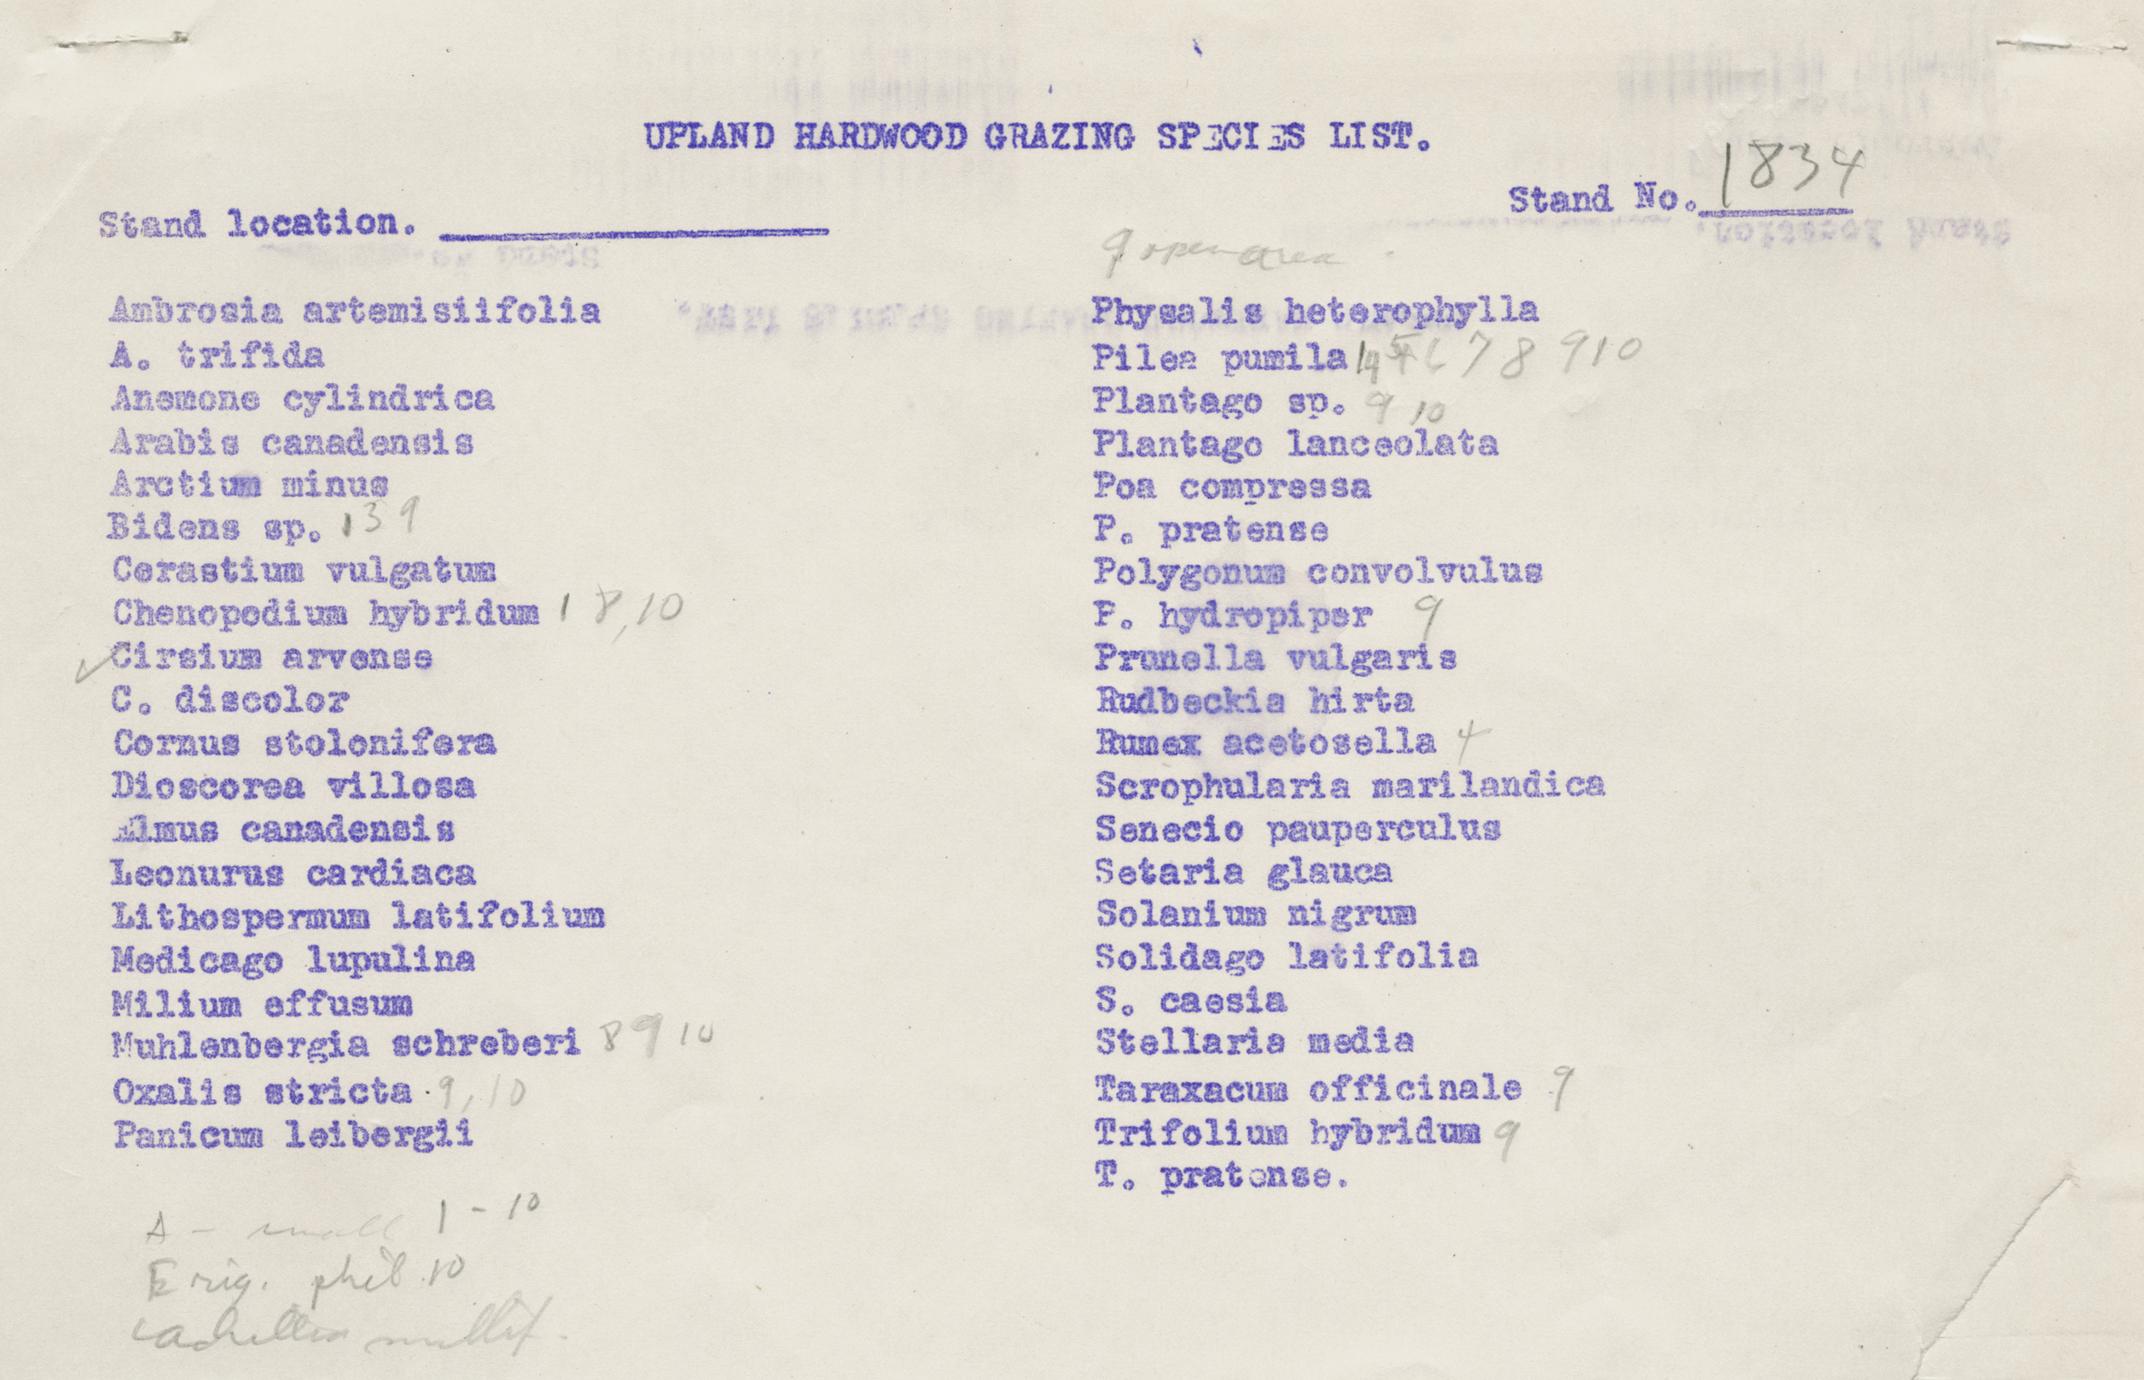 UPLAND HARDWOOD GRAZING SPECIES LIST.
Stand No. 1834
Stand location.
9 open area
Ambrosia artemisiifolia
A. trifida
Anemone cylindrica
Arabis canadensis
Arctium minus
Bidens sp. 1 3 9
Cerastium vulgatum
Chenopodium hybridum 1 8, 10
✓ Cirsium arvense
C. discolor
Cornus stolonifera
Dioscorea villosa
Elmus canadensis
Leonurus cardiaca
Lithospermum latifolium
Medicago lupulina
Milium effusum
Muhlenbergia schreberi 8 9 10
Oxalis stricta 9, 10
Panicum leibergii
A - small 1 - 10
Erig. phil 10
achillea millef.
Physalis heterophylla
Pilea pumila 1 4 5 6 7 8 9 10
Plantago sp. 9 10
Plantago lanceolata
Poa compressa
P. pratense
Polygonum convolvulus
P. hydropiper 9
Prunella vulgaris
Rudbeckia hirta
Rumex acetosella 4
Scrophularia marilandica
Senecio pauperculus
Setaria glauca
Solanium nigrum
Solidago latifolia
S. caesia
Stellaria media
Taraxacum officinale 9
Trifolium hybridum 9
T. pratense.